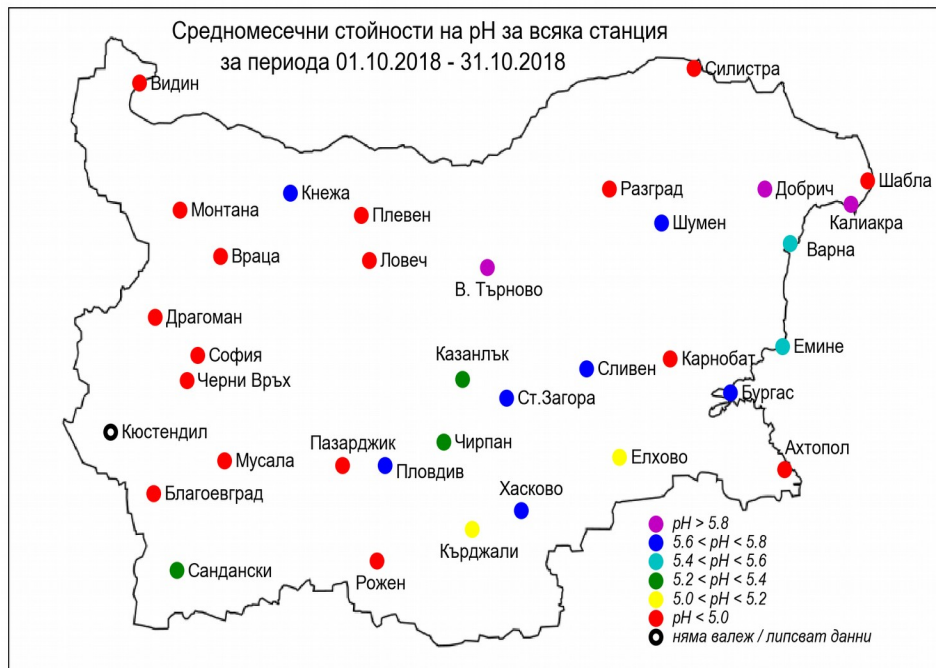 Средномесечни стойности на pH за всяка станция
за периода 01.10.2018 - 31.10.2018
Силистра
Видин
Шабла
Кнежа
Разград
Добрич
Монтана
Плевен
Калиакра
Шумен
Варна
Враца
Ловеч
В. Търново
Драгоман
Емине
София
Казанлък
Карнобат
Сливен
Черни Връх
Ст.Загора
Бургас
Кюстендил
Чирпан
Пазарджик
Ахтопол
Мусала
Елхово
Пловдив
Благоевград
Хасково
Кърджали
Рожен
Сандански
pH > 5.8
5.6 < pH < 5.8
5.4 < pH < 5.6
5.2 < pH < 5.4
5.0 < pH < 5.2
pH < 5.0
няма валеж / липсват данни